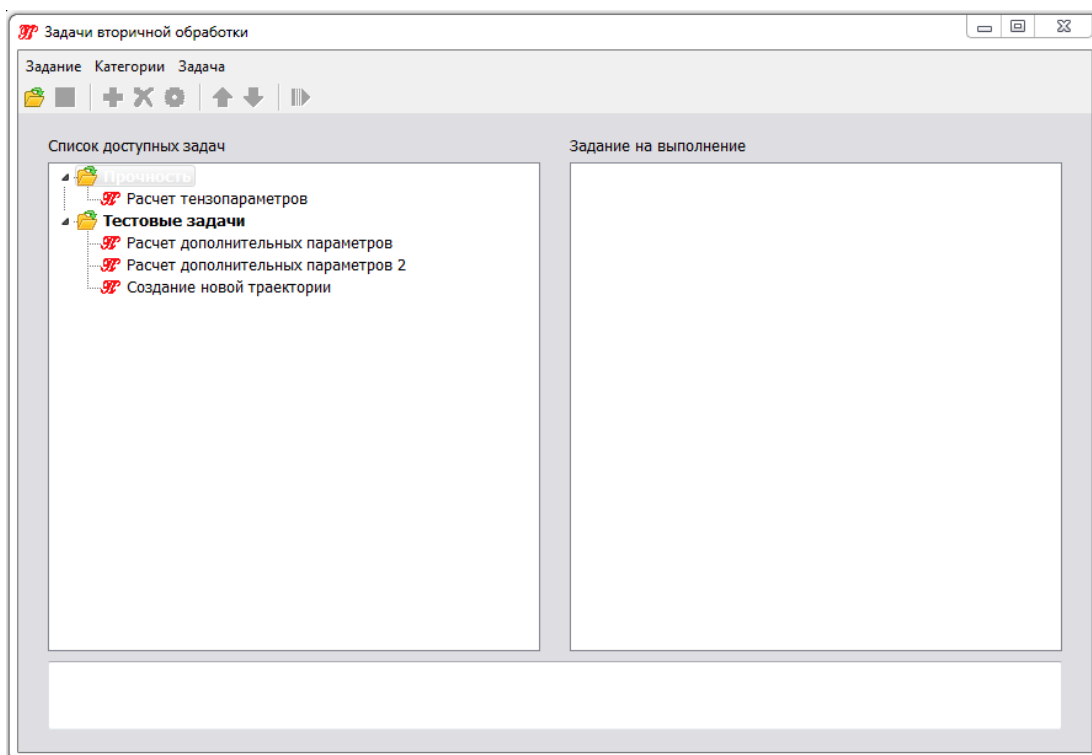 Задачи вторичной обработки
Задание Категории Задача
Список доступных задач
Задание на выполнение
Прочность
Расчет тензопараметров
Тестовые задачи
Расчет дополнительных параметров
Расчет дополнительных параметров 2
Создание новой траектории